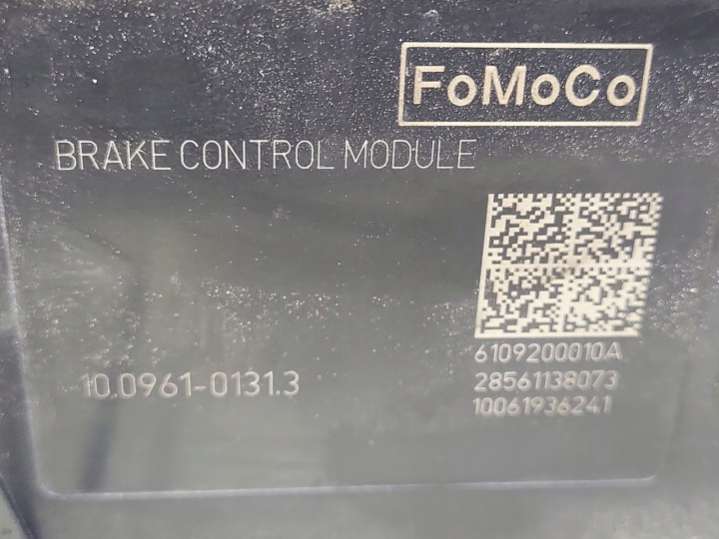 FoMoCo
BRAKE CONTROL MODULE
6109200010A
10.0961-0131.3
28561138073
10061936241